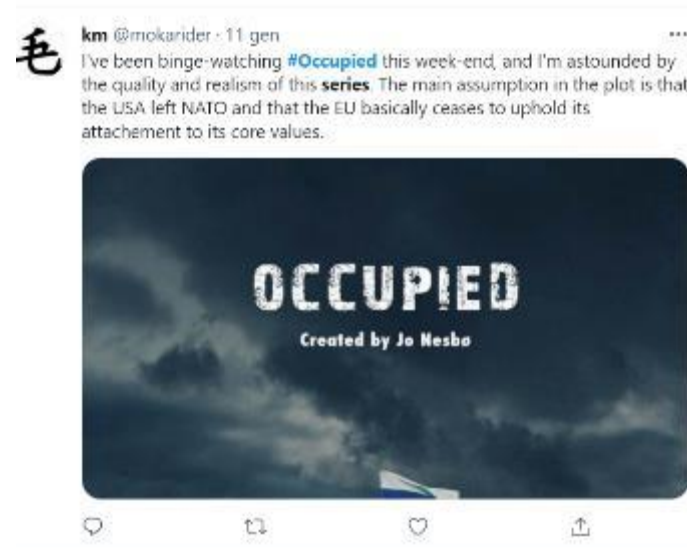 毛
km @mokarider · 11 gen
I've been binge-watching #Occupied this week-end, and I'm astounded by
the quality and realism of this series. The main assumption in the plot is that
the USA left NATO and that the EU basically ceases to uphold its
attachement to its core values.
OCCUPIED
Created by Jo Nesbø